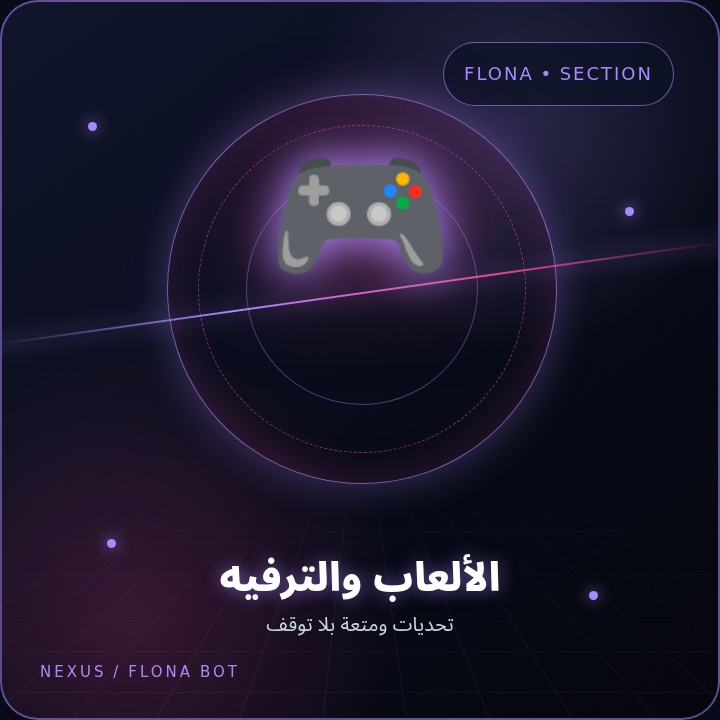 FLONA • SECTION
الألعاب والترفيه
تحديات ومتعة بلا توقف
NEXUS / FLONA BOT